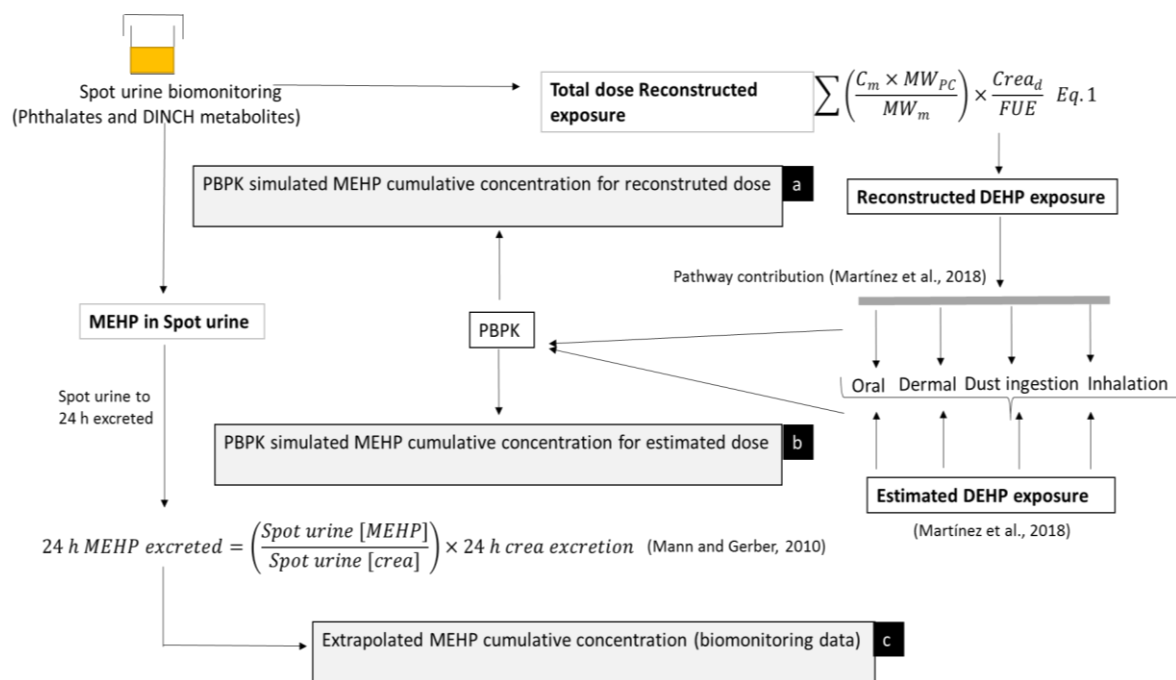 Spot urine biomonitoring
(Phthalates and DINCH metabolites)
Total dose Reconstructed
exposure
∑ ( (C_m × MW_PC) / MW_m ) × Crea_d / FUE Eq. 1
PBPK simulated MEHP cumulative concentration for reconstruted dose
a
Reconstructed DEHP exposure
Pathway contribution (Martínez et al., 2018)
MEHP in Spot urine
PBPK
Spot urine to
24 h excreted
Oral Dermal Dust ingestion Inhalation
PBPK simulated MEHP cumulative concentration for estimated dose
b
Estimated DEHP exposure
(Martínez et al., 2018)
24 h MEHP excreted = ( Spot urine [MEHP] / Spot urine [crea] ) × 24 h crea excretion (Mann and Gerber, 2010)
Extrapolated MEHP cumulative concentration (biomonitoring data)
c